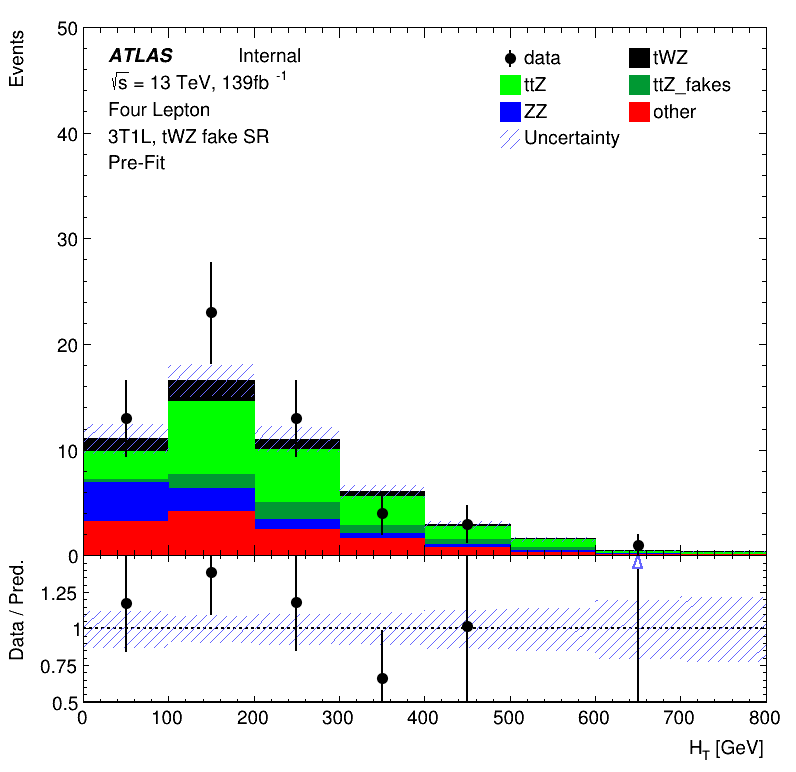 Events
50
40
30
20
10
0
ATLAS Internal
√s = 13 TeV, 139fb -1
Four Lepton
3T1L, tWZ fake SR
Pre-Fit
data
tWZ
ttZ
ttZ_fakes
ZZ
other
Uncertainty
Data / Pred.
1.25
1
0.75
0.5
0 100 200 300 400 500 600 700 800
H_T [GeV]